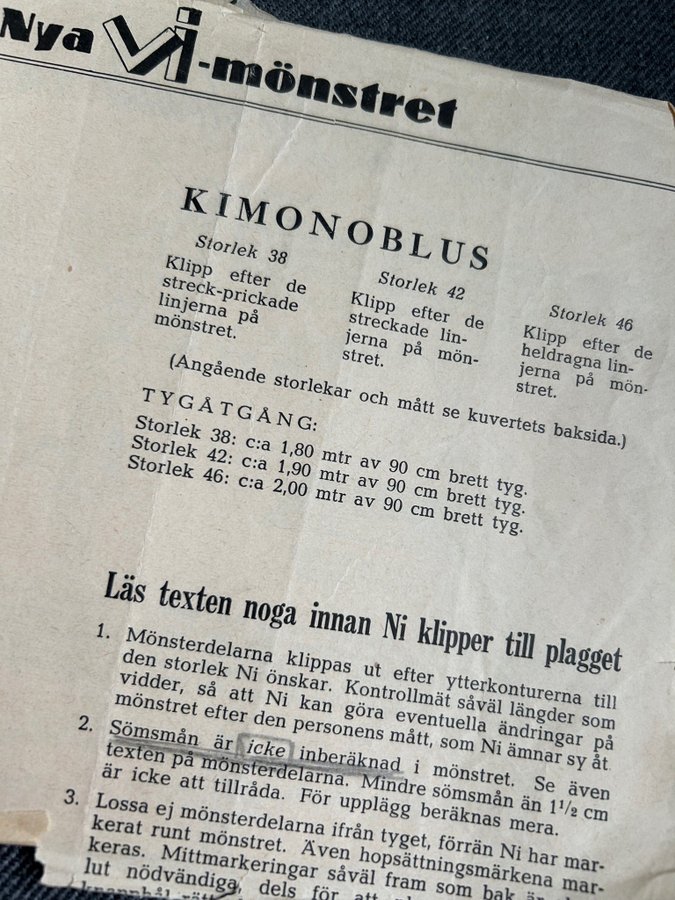 Nya Vi-mönstret
KIMONOBLUS
Storlek 38
Klipp efter de
streck-prickade
linjerna på
mönstret.
Storlek 42
Klipp efter de
streckade lin-
jerna på mön-
stret.
Storlek 46
Klipp efter de
heldragna lin-
jerna på mön-
stret.
(Angående storlekar och mått se kuvertets baksida.)
TYGÅTGÅNG:
Storlek 38: c:a 1,80 mtr av 90 cm brett tyg.
Storlek 42: c:a 1,90 mtr av 90 cm brett tyg.
Storlek 46: c:a 2,00 mtr av 90 cm brett tyg.
Läs texten noga innan Ni klipper till plagget
1. Mönsterdelarna klippas ut efter ytterkonturerna till
den storlek Ni önskar. Kontrollmät såväl längder som
vidder, så att Ni kan göra eventuella ändringar på
mönstret efter den personens mått, som Ni ämnar sy åt.
2. Sömsmån är icke inberäknad i mönstret. Se även
texten på mönsterdelarna. Mindre sömsmån än 1½ cm
är icke att tillråda. För upplägg beräknas mera.
3. Lossa ej mönsterdelarna ifrån tyget, förrän Ni har mar-
kerat runt mönstret. Även hopsättningsmärkena mar-
keras. Mittmarkeringar såväl fram som bak är
lut nödvändiga, dels för att